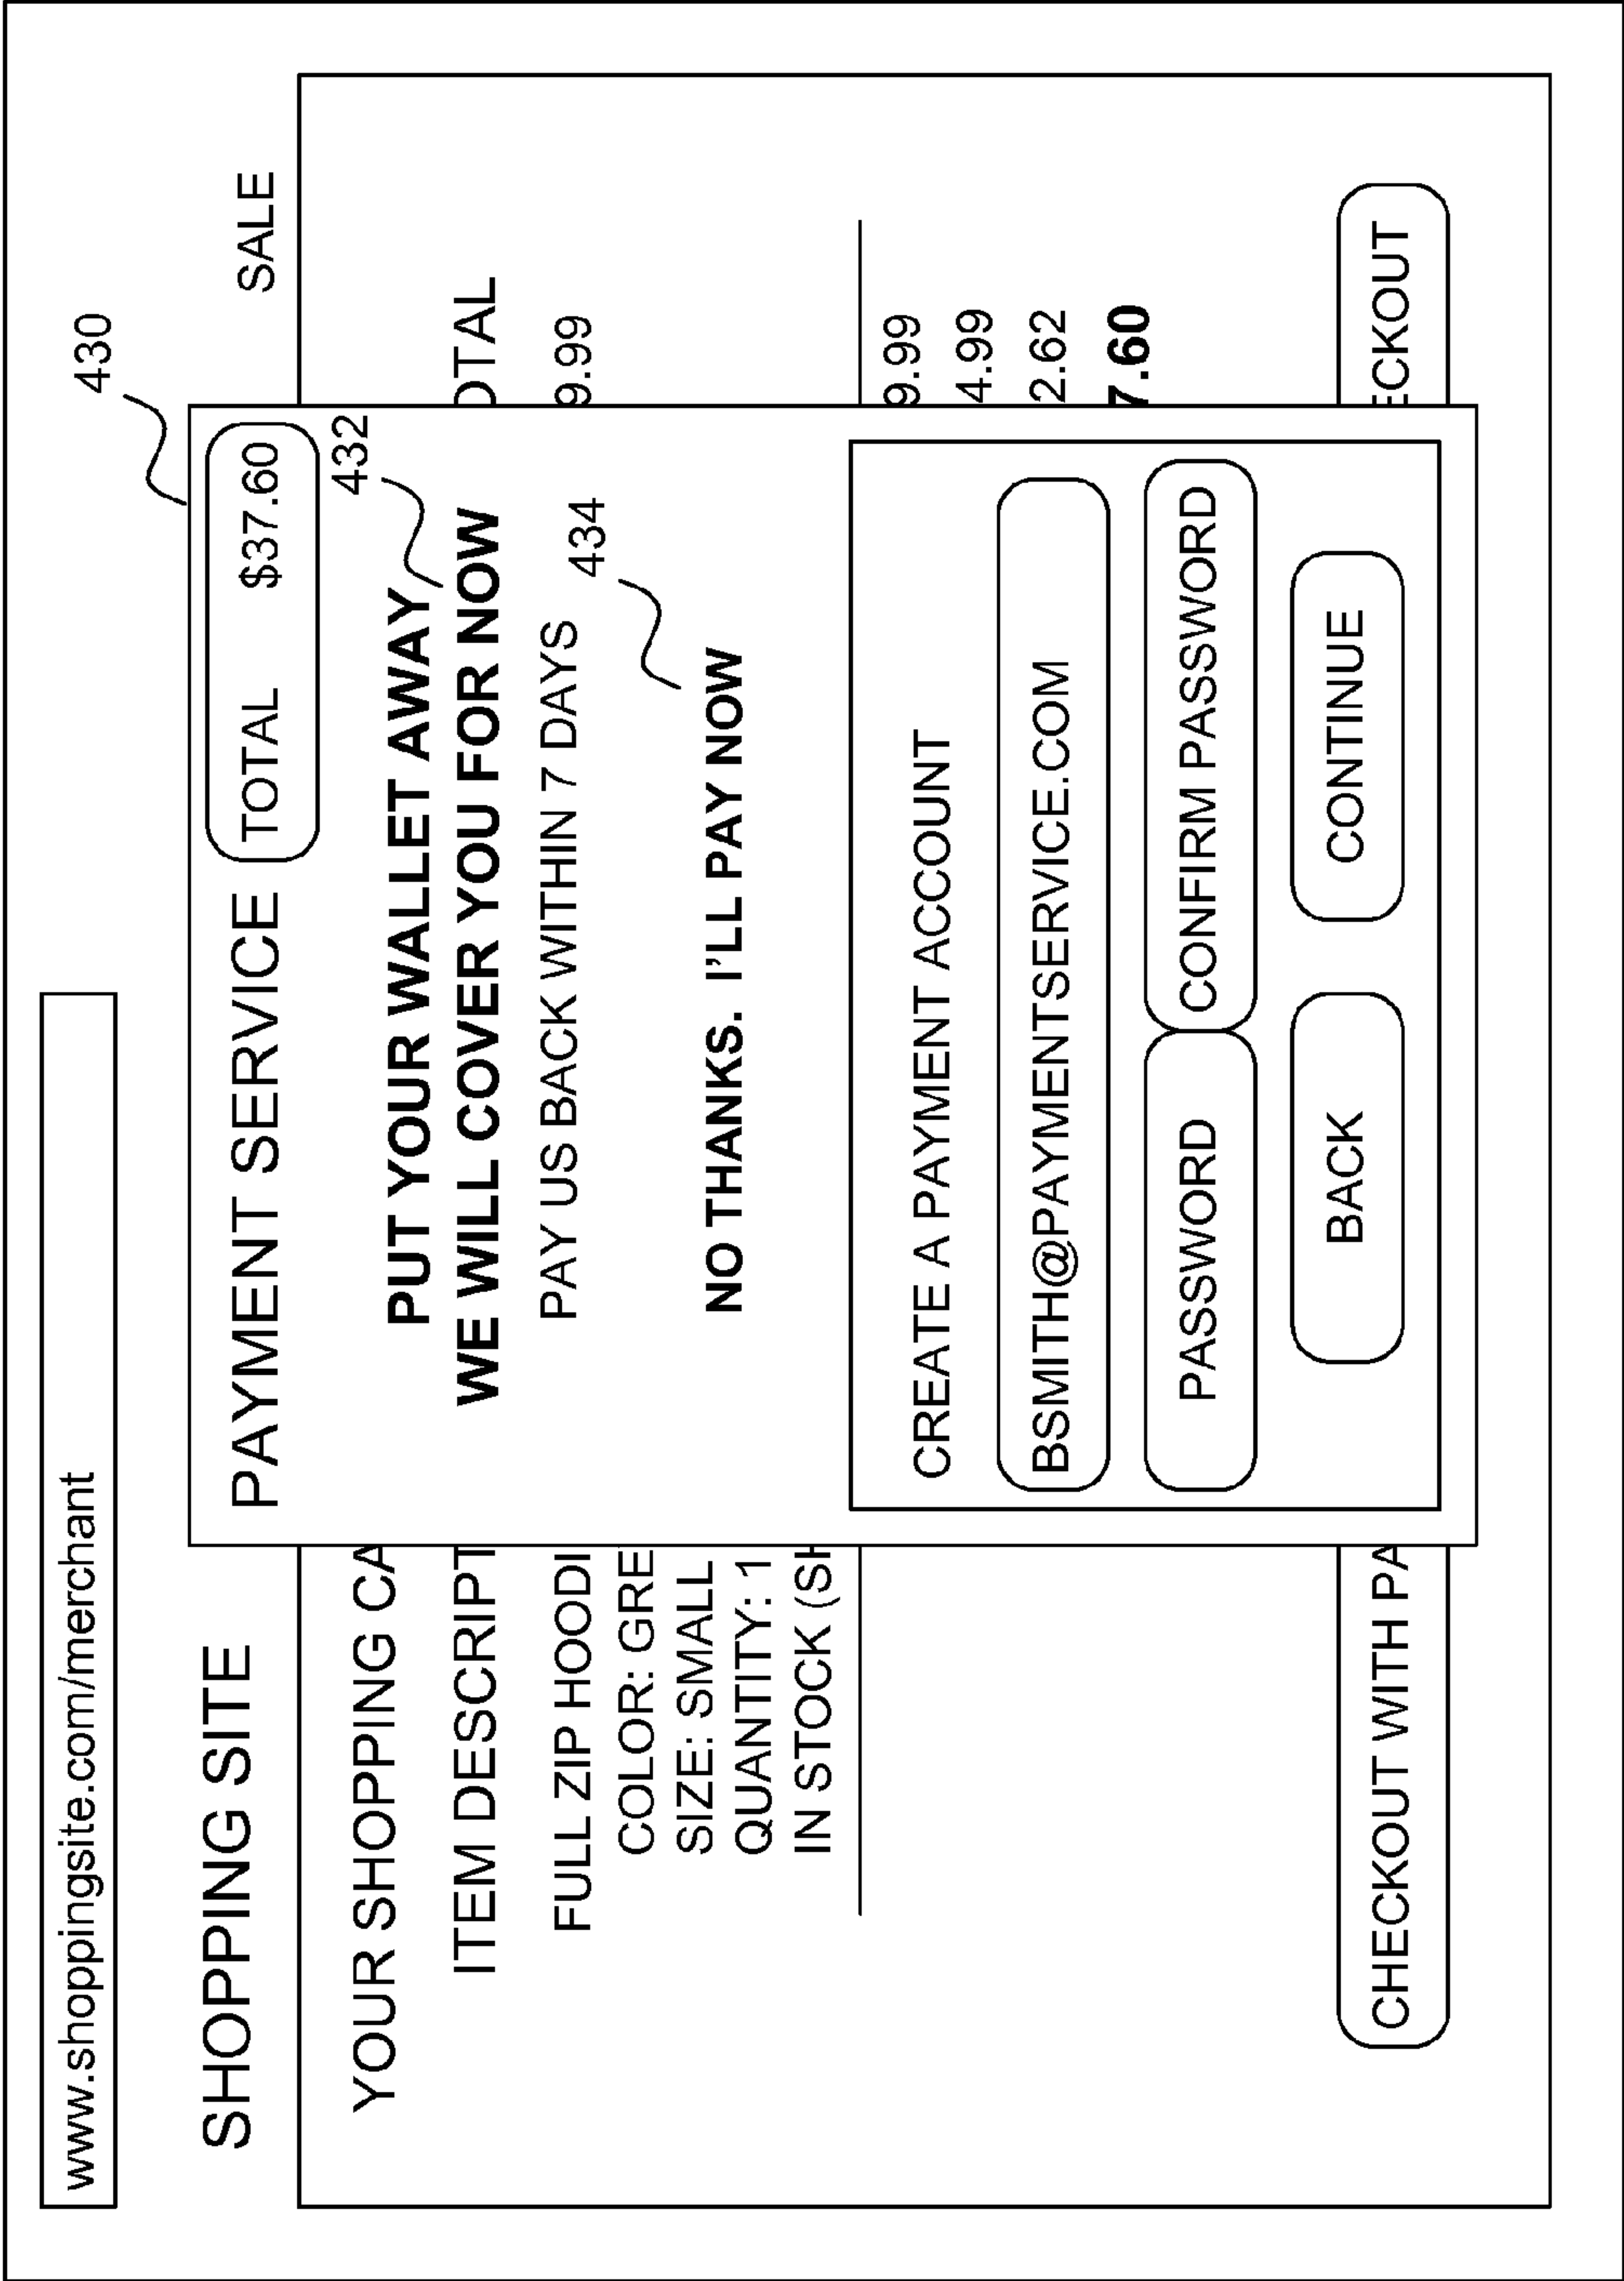 www.shoppingsite.com/merchant
430
SHOPPING SITE
SALE
PAYMENT SERVICE
TOTAL $37.60
432
YOUR SHOPPING CA
PUT YOUR WALLET AWAY
ITEM DESCRIPT
WE WILL COVER YOU FOR NOW
OTAL
PAY US BACK WITHIN 7 DAYS
434
FULL ZIP HOODI
9.99
COLOR: GRE
SIZE: SMALL
NO THANKS. I'LL PAY NOW
QUANTITY: 1
IN STOCK (SH
9.99
CREATE A PAYMENT ACCOUNT
4.99
BSMITH@PAYMENTSERVICE.COM
2.62
7.60
PASSWORD
CONFIRM PASSWORD
BACK
CONTINUE
CHECKOUT WITH PA
ECKOUT